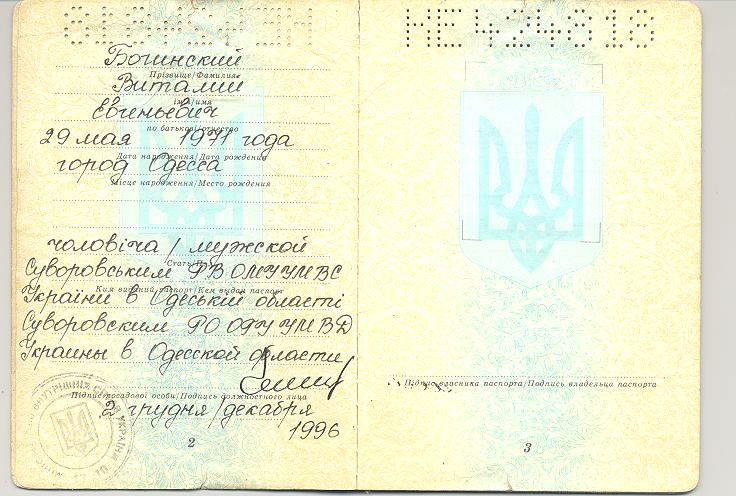 Богинский
Прізвище/Фамилия
Виталий
ім'я/имя
Евгеньевич
по батькові/отчество
29 мая 1971 года
Дата народження/Дата рождения
город Одесса
Місце народження/Место рождения
чоловіча / мужской
Стать/Пол
Суворовським РВ ОМУ УМВС
Ким виданий паспорт/Кем выдан паспорт
України в Одеській області
Суворовским РО ОГУ УМВД
Украины в Одесской области
Підпис посадової особи/Подпись должностного лица
2 грудня/декабря
1996
2
НЕ 424818
Підпис власника паспорта/Подпись владельца паспорта
3